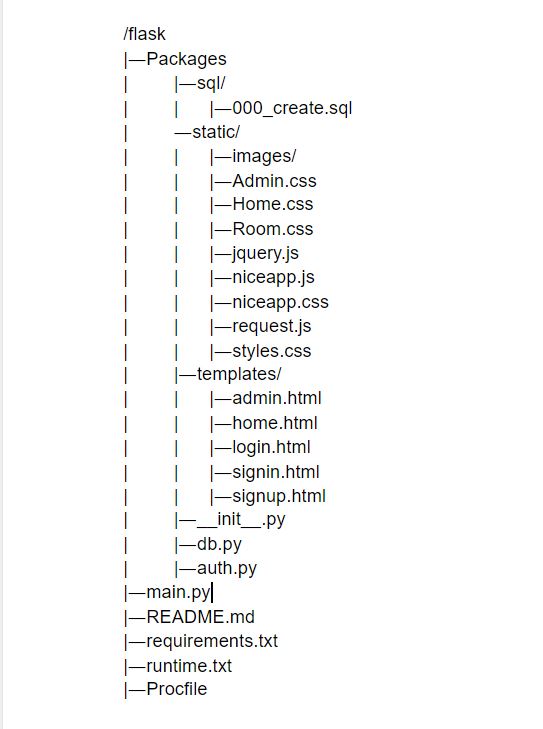 /flask
|—Packages
|	|—sql/
|	|	|—000_create.sql
|	—static/
|	|	|—images/
|	|	|—Admin.css
|	|	|—Home.css
|	|	|—Room.css
|	|	|—jquery.js
|	|	|—niceapp.js
|	|	|—niceapp.css
|	|	|—request.js
|	|	|—styles.css
|	|—templates/
|	|	|—admin.html
|	|	|—home.html
|	|	|—login.html
|	|	|—signin.html
|	|	|—signup.html
|	|—__init__.py
|	|—db.py
|	|—auth.py
|—main.py
|—README.md
|—requirements.txt
|—runtime.txt
|—Procfile